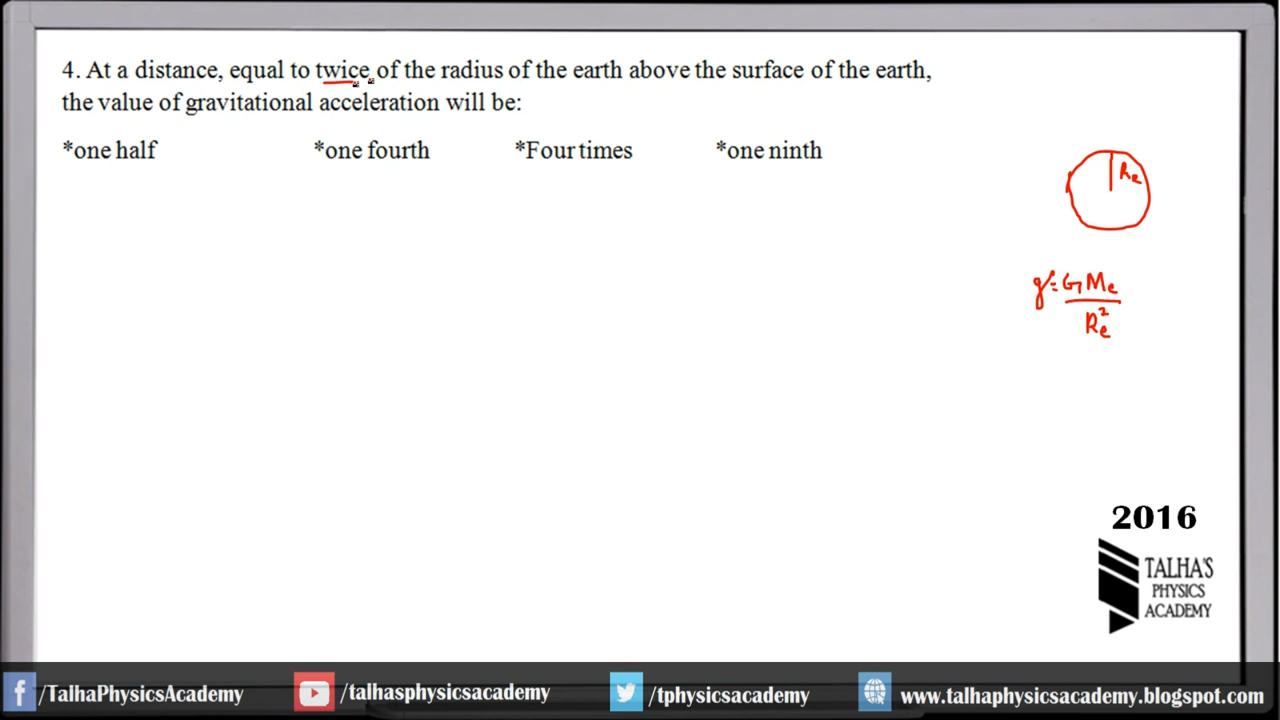 4. At a distance, equal to twice of the radius of the earth above the surface of the earth,
the value of gravitational acceleration will be:
*one half *one fourth *Four times *one ninth
Re
g = GMe
Re²
2016
TALHA'S
PHYSICS
ACADEMY
/TalhaPhysicsAcademy /talhasphysicsacademy /tphysicsacademy www.talhaphysicsacademy.blogspot.com